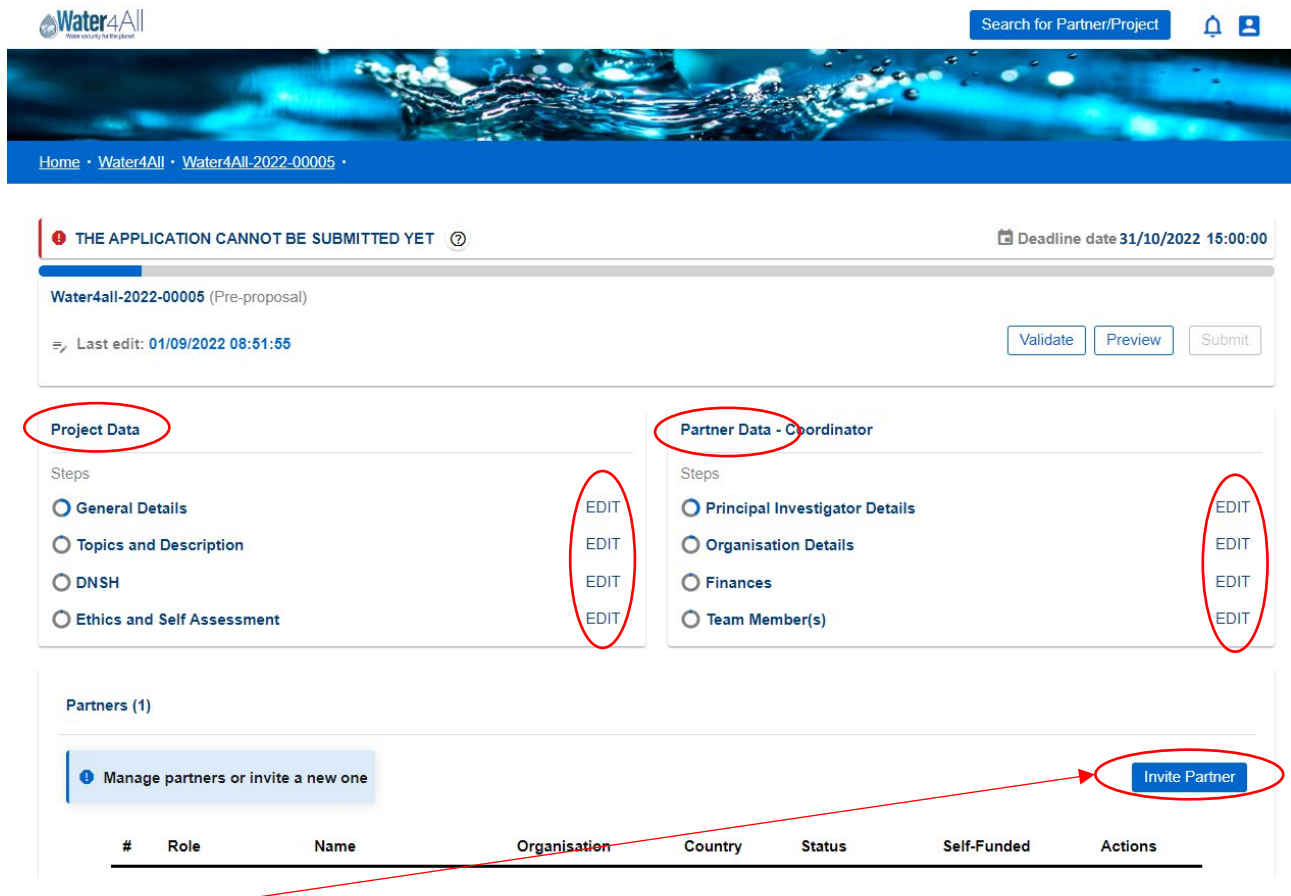 Water4All
Water security for the planet
Search for Partner/Project
Home · Water4All · Water4All-2022-00005 ·
THE APPLICATION CANNOT BE SUBMITTED YET
Deadline date 31/10/2022 15:00:00
Water4all-2022-00005 (Pre-proposal)
Last edit: 01/09/2022 08:51:55
Validate Preview Submit
Project Data
Steps
General Details EDIT
Topics and Description EDIT
DNSH EDIT
Ethics and Self Assessment EDIT
Partner Data - Coordinator
Steps
Principal Investigator Details EDIT
Organisation Details EDIT
Finances EDIT
Team Member(s) EDIT
Partners (1)
Manage partners or invite a new one
Invite Partner
# Role Name Organisation Country Status Self-Funded Actions